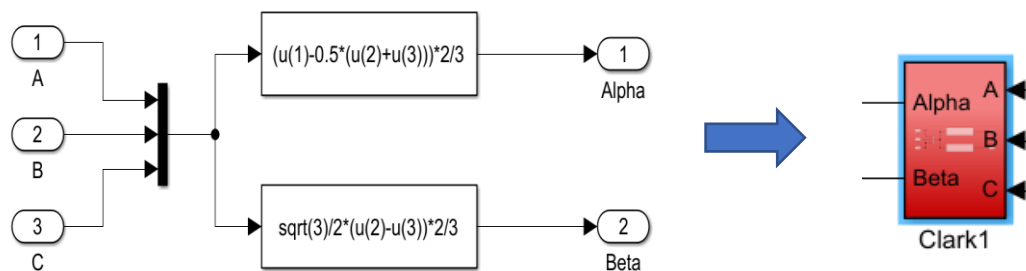 1
A
2
B
3
C
(u(1)-0.5*(u(2)+u(3)))*2/3
sqrt(3)/2*(u(2)-u(3))*2/3
1
Alpha
2
Beta
Alpha
Beta
A
B
C
Clark1